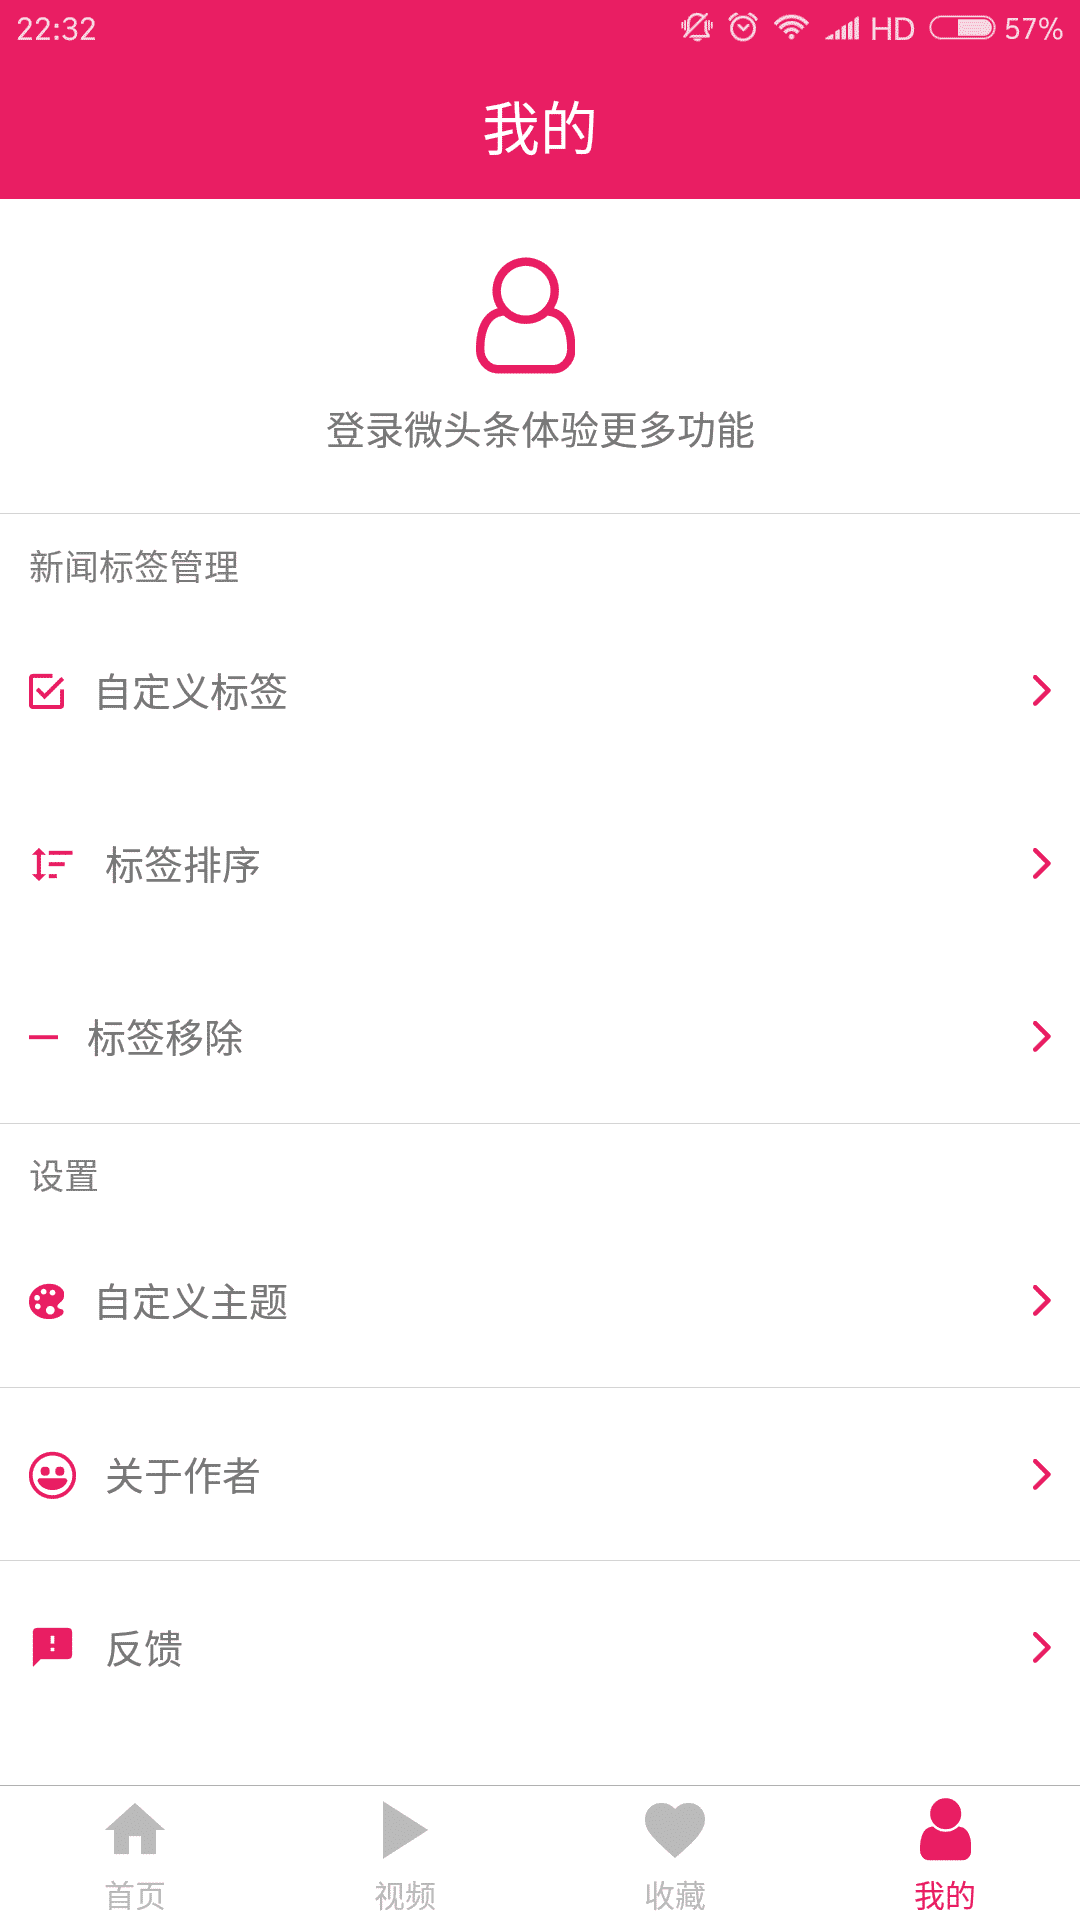 22:32 HD 57%
我的
登录微头条体验更多功能
新闻标签管理
自定义标签
标签排序
标签移除
设置
自定义主题
关于作者
反馈
首页 视频 收藏 我的